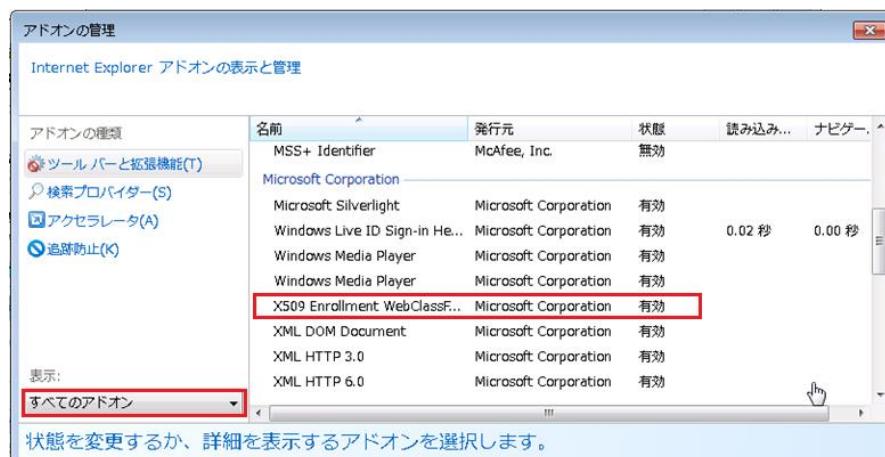 アドオンの管理
Internet Explorer アドオンの表示と管理
アドオンの種類
ツール バーと拡張機能(T)
検索プロバイダー(S)
アクセラレータ(A)
追跡防止(K)
表示:
すべてのアドオン
名前 発行元 状態 読み込み... ナビゲー...
MSS+ Identifier McAfee, Inc. 無効
Microsoft Corporation
Microsoft Silverlight Microsoft Corporation 有効
Windows Live ID Sign-in He... Microsoft Corporation 有効 0.02 秒 0.00 秒
Windows Media Player Microsoft Corporation 有効
Windows Media Player Microsoft Corporation 有効
X509 Enrollment WebClassF... Microsoft Corporation 有効
XML DOM Document Microsoft Corporation 有効
XML HTTP 3.0 Microsoft Corporation 有効
XML HTTP 6.0 Microsoft Corporation 有効
状態を変更するか、詳細を表示するアドオンを選択します。